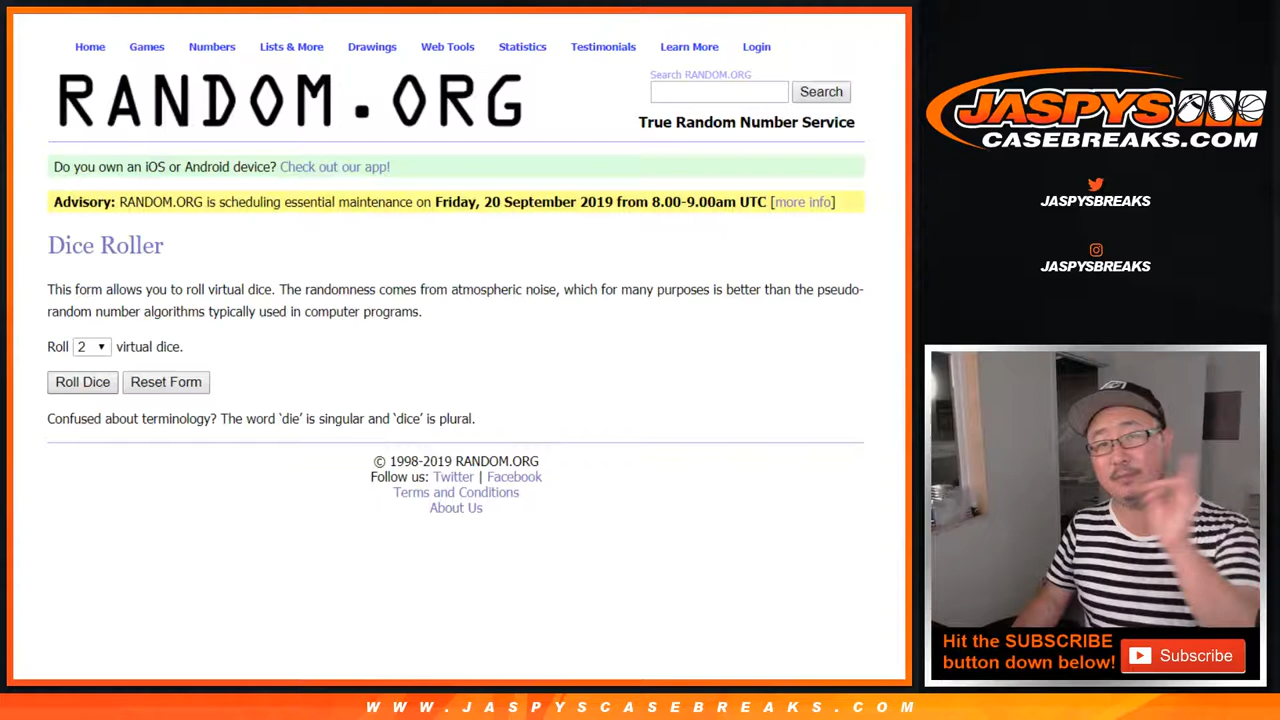 Home Games Numbers Lists & More Drawings Web Tools Statistics Testimonials Learn More Login
RANDOM.ORG
Search RANDOM.ORG
Search
True Random Number Service
Do you own an iOS or Android device? Check out our app!
Advisory: RANDOM.ORG is scheduling essential maintenance on Friday, 20 September 2019 from 8.00-9.00am UTC [more info]
Dice Roller
This form allows you to roll virtual dice. The randomness comes from atmospheric noise, which for many purposes is better than the pseudo-
random number algorithms typically used in computer programs.
Roll 2 virtual dice.
Roll Dice Reset Form
Confused about terminology? The word ‘die’ is singular and ‘dice’ is plural.
© 1998-2019 RANDOM.ORG
Follow us: Twitter | Facebook
Terms and Conditions
About Us
JASPYS
CASEBREAKS.COM
JASPYSBREAKS
JASPYSBREAKS
Hit the SUBSCRIBE
button down below!
Subscribe
WWW.JASPYSCASEBREAKS.COM